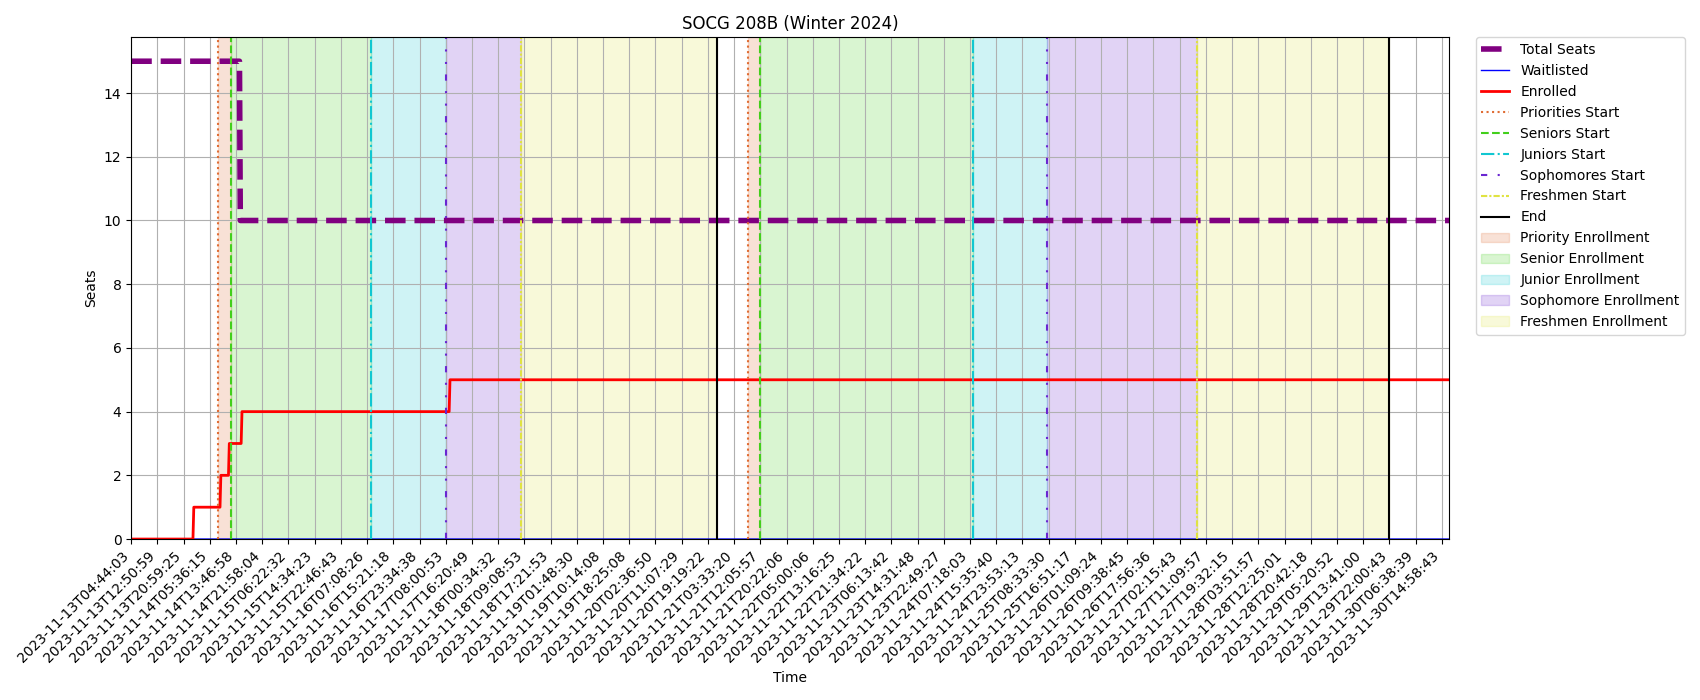 SOCG 208B (Winter 2024)
Seats
14
12
10
8
6
4
2
0
2023-11-13T04:44:03
2023-11-13T12:50:59
2023-11-13T20:59:25
2023-11-14T05:36:15
2023-11-14T13:46:58
2023-11-14T21:58:04
2023-11-15T06:22:32
2023-11-15T14:34:23
2023-11-15T22:46:43
2023-11-16T07:08:26
2023-11-16T15:21:18
2023-11-16T23:34:38
2023-11-17T08:00:53
2023-11-17T16:20:49
2023-11-18T00:34:32
2023-11-18T09:08:53
2023-11-18T17:21:53
2023-11-19T01:48:30
2023-11-19T10:14:08
2023-11-19T18:25:08
2023-11-20T02:36:50
2023-11-20T11:07:29
2023-11-20T19:19:22
2023-11-21T03:33:20
2023-11-21T12:05:57
2023-11-21T20:22:06
2023-11-22T05:00:06
2023-11-22T13:16:25
2023-11-22T21:34:22
2023-11-23T06:13:42
2023-11-23T14:31:48
2023-11-23T22:49:27
2023-11-24T07:18:03
2023-11-24T15:35:40
2023-11-24T23:53:13
2023-11-25T08:33:30
2023-11-25T16:51:17
2023-11-26T01:09:24
2023-11-26T09:38:45
2023-11-26T17:56:36
2023-11-27T02:15:43
2023-11-27T11:09:57
2023-11-27T19:32:15
2023-11-28T03:51:57
2023-11-28T12:25:01
2023-11-28T20:42:18
2023-11-29T05:20:52
2023-11-29T13:41:00
2023-11-29T22:00:43
2023-11-30T06:38:39
2023-11-30T14:58:43
Time
Total Seats
Waitlisted
Enrolled
Priorities Start
Seniors Start
Juniors Start
Sophomores Start
Freshmen Start
End
Priority Enrollment
Senior Enrollment
Junior Enrollment
Sophomore Enrollment
Freshmen Enrollment